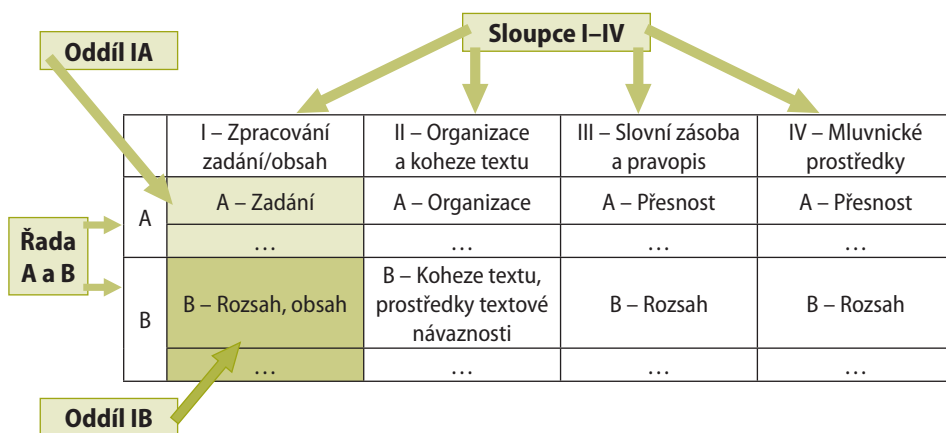 Sloupce I–IV
Oddíl IA
I – Zpracování
zadání/obsah
II – Organizace
a koheze textu
III – Slovní zásoba
a pravopis
IV – Mluvnické
prostředky
Řada
A a B
A
A – Zadání
A – Organizace
A – Přesnost
A – Přesnost
…
…
…
…
B
B – Rozsah, obsah
B – Koheze textu,
prostředky textové
návaznosti
B – Rozsah
B – Rozsah
…
…
…
…
Oddíl IB